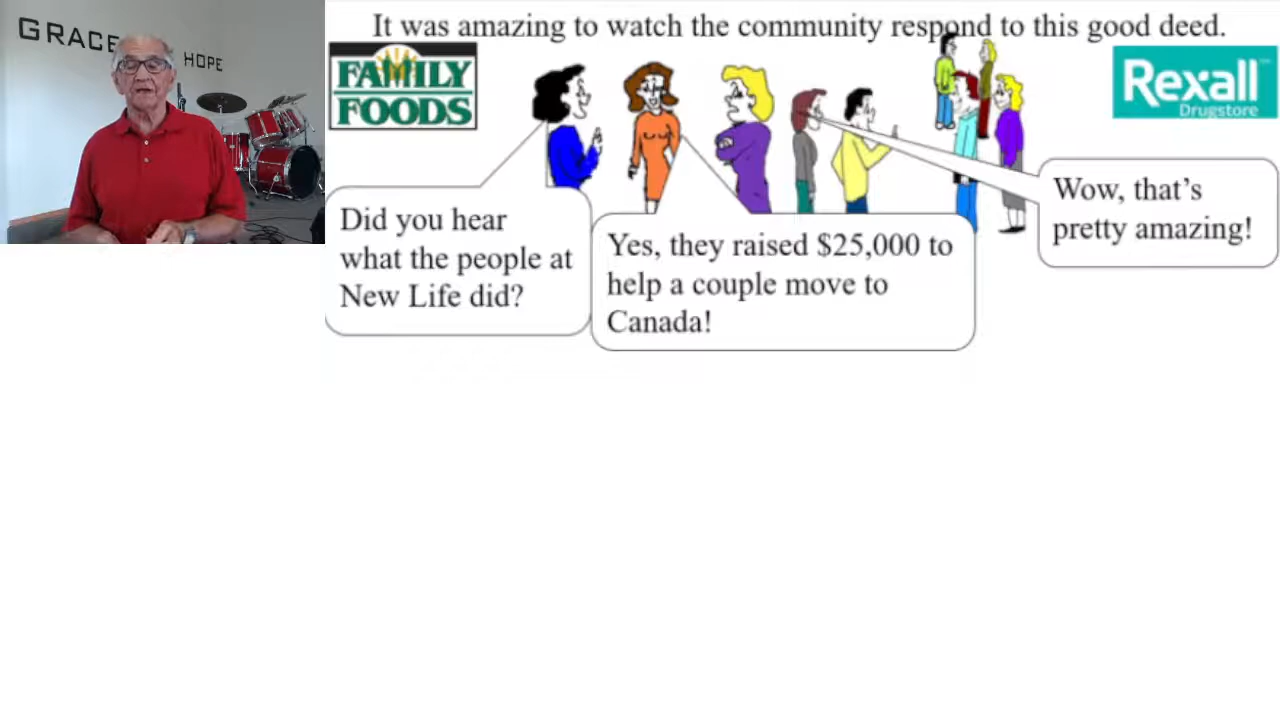 It was amazing to watch the community respond to this good deed.
GRACE
HOPE
FAMILY
FOODS
Rexall
Drugstore
Did you hear
what the people at
New Life did?
Yes, they raised $25,000 to
help a couple move to
Canada!
Wow, that’s
pretty amazing!